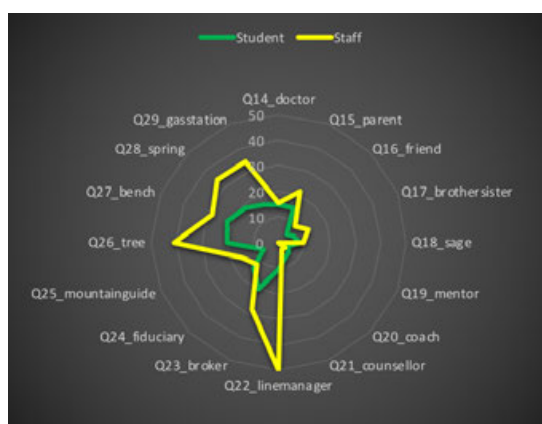 Student Staff
Q14_doctor
Q29_gasstation 50 Q15_parent
Q28_spring 40 Q16_friend
30
Q27_bench 20 Q17_brothersister
10
Q26_tree 0 Q18_sage
Q25_mountainguide Q19_mentor
Q24_fiduciary Q20_coach
Q23_broker Q21_counsellor
Q22_linemanager